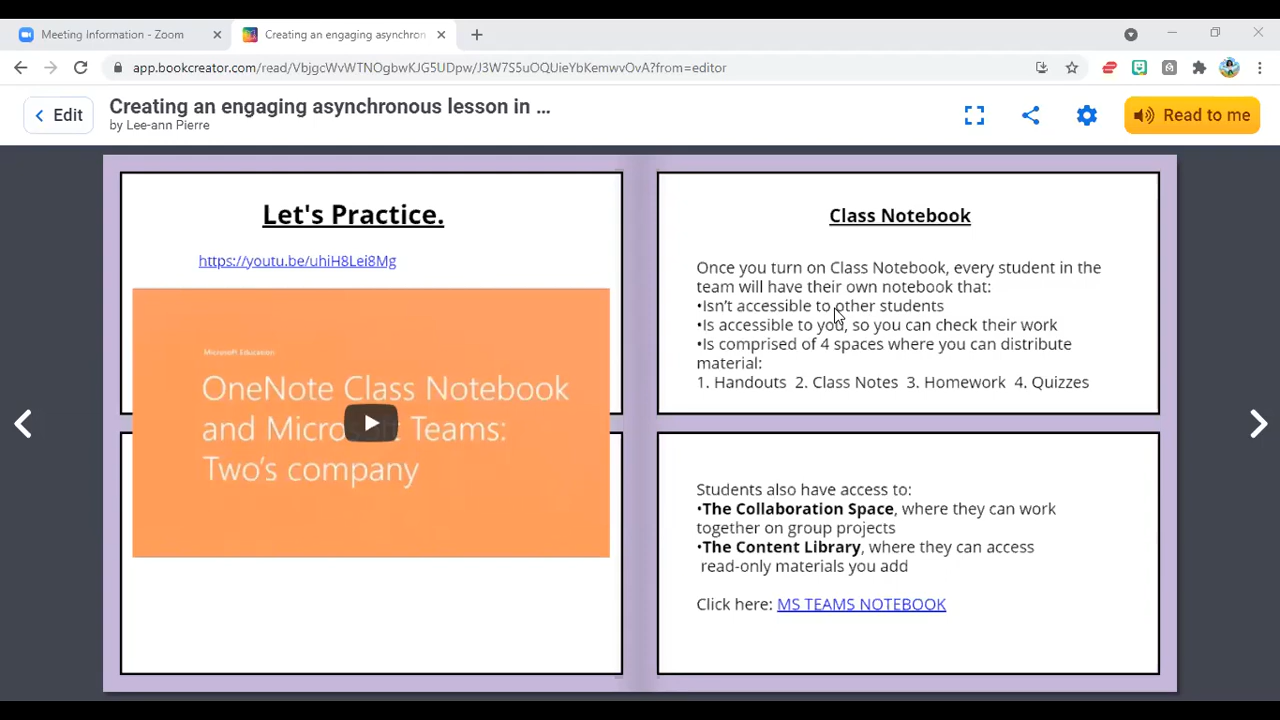 Meeting Information - Zoom
Creating an engaging asynchron
app.bookcreator.com/read/VbjgcWvWTNOgbwKJG5UDpw/J3W7S5uOQUieYbKemwvOvA?from=editor
Edit
Creating an engaging asynchronous lesson in ...
by Lee-ann Pierre
Read to me
Let's Practice.
https://youtu.be/uhiH8Lei8Mg
Microsoft Education
OneNote Class Notebook
and Microsoft Teams:
Two's company
Class Notebook
Once you turn on Class Notebook, every student in the
team will have their own notebook that:
•Isn't accessible to other students
•Is accessible to you, so you can check their work
•Is comprised of 4 spaces where you can distribute
material:
1. Handouts 2. Class Notes 3. Homework 4. Quizzes
Students also have access to:
•The Collaboration Space, where they can work
together on group projects
•The Content Library, where they can access
read-only materials you add
Click here: MS TEAMS NOTEBOOK